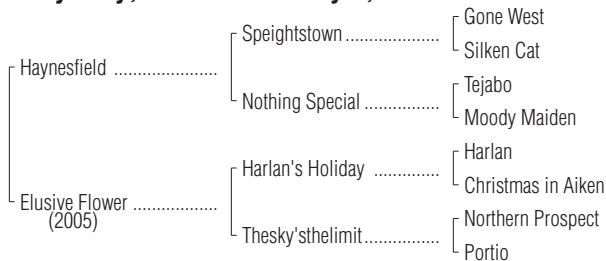 Gone West
Speightstown ....................
Silken Cat
Haynesfield ......................
Tejabo
Nothing Special ................
Moody Maiden
Harlan
Harlan's Holiday ..............
Christmas in Aiken
Elusive Flower ..................
(2005)
Northern Prospect
Thesky'sthelimit................
Portio